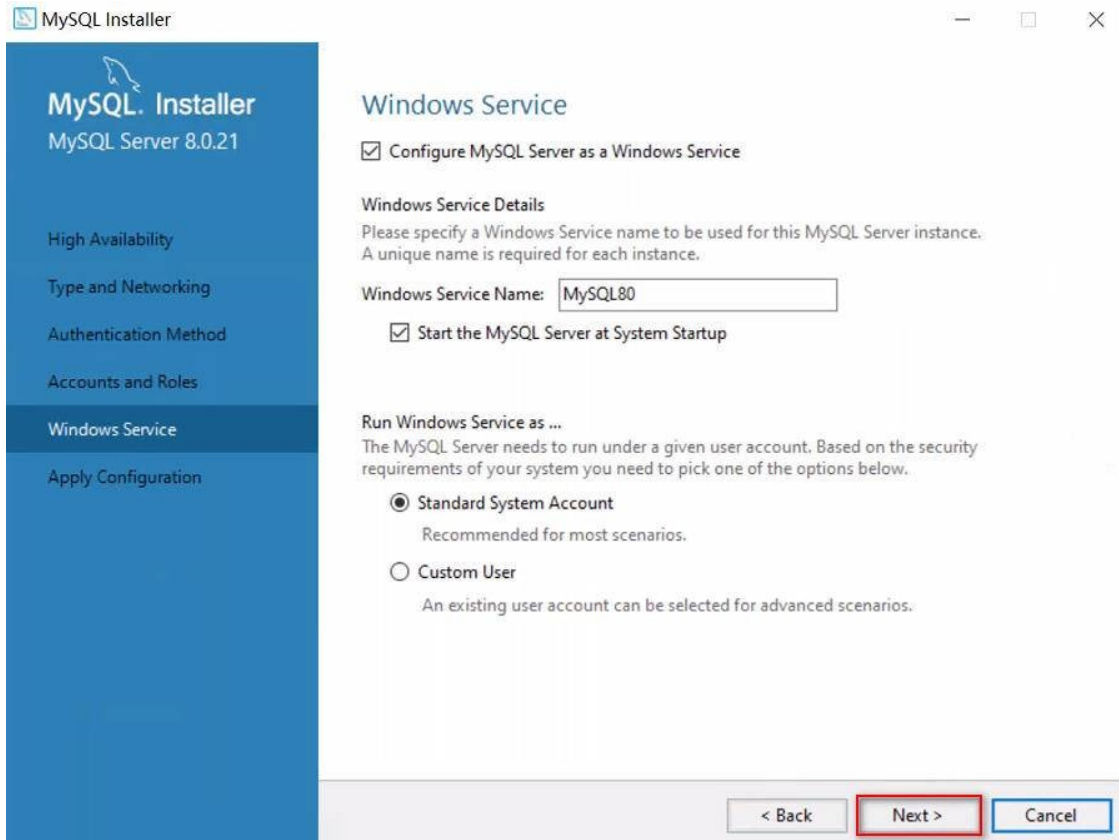 MySQL Installer
MySQL. Installer
MySQL Server 8.0.21
High Availability
Type and Networking
Authentication Method
Accounts and Roles
Windows Service
Apply Configuration
Windows Service
Configure MySQL Server as a Windows Service
Windows Service Details
Please specify a Windows Service name to be used for this MySQL Server instance.
A unique name is required for each instance.
Windows Service Name: MySQL80
Start the MySQL Server at System Startup
Run Windows Service as ...
The MySQL Server needs to run under a given user account. Based on the security
requirements of your system you need to pick one of the options below.
Standard System Account
Recommended for most scenarios.
Custom User
An existing user account can be selected for advanced scenarios.
< Back Next > Cancel